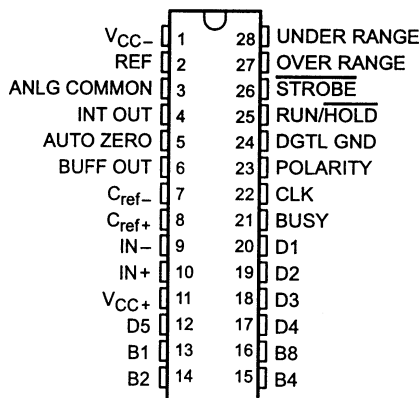 VCC– 1 28 UNDER RANGE
REF 2 27 OVER RANGE
ANLG COMMON 3 26 STROBE
INT OUT 4 25 RUN/HOLD
AUTO ZERO 5 24 DGTL GND
BUFF OUT 6 23 POLARITY
Cref– 7 22 CLK
Cref+ 8 21 BUSY
IN– 9 20 D1
IN+ 10 19 D2
VCC+ 11 18 D3
D5 12 17 D4
B1 13 16 B8
B2 14 15 B4